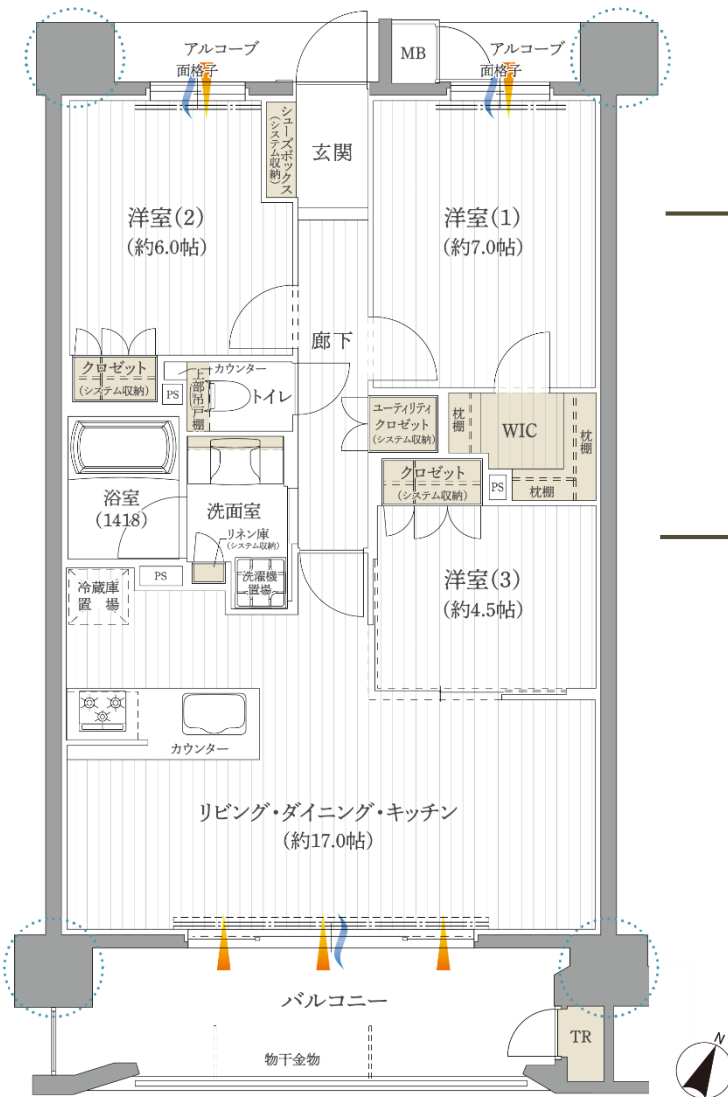 アルコーブ
MB
アルコーブ
面格子
面格子
シューズボックス
(システム収納)
玄関
洋室(2)
(約6.0帖)
洋室(1)
(約7.0帖)
廊下
クロゼット
(システム収納)
カウンター
PS
上部吊戸棚
トイレ
ユーティリティ
クロゼット
(システム収納)
枕棚
WIC
枕棚
枕棚
クロゼット
(システム収納)
PS
浴室
(1418)
洗面室
リネン庫
(システム収納)
PS
洗濯機
置場
冷蔵庫
置場
洋室(3)
(約4.5帖)
カウンター
リビング・ダイニング・キッチン
(約17.0帖)
バルコニー
物干金物
TR
N